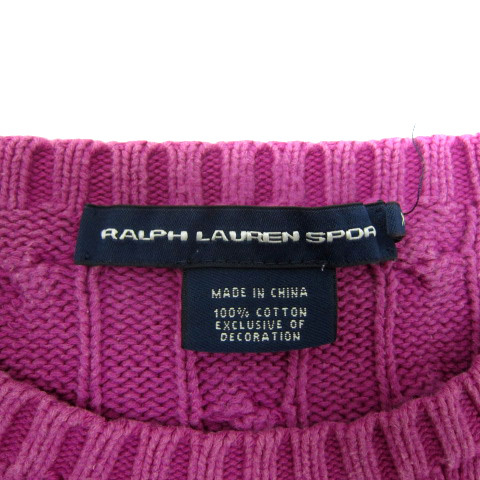 RALPH LAUREN SPOR
MADE IN CHINA
100% COTTON
EXCLUSIVE OF
DECORATION